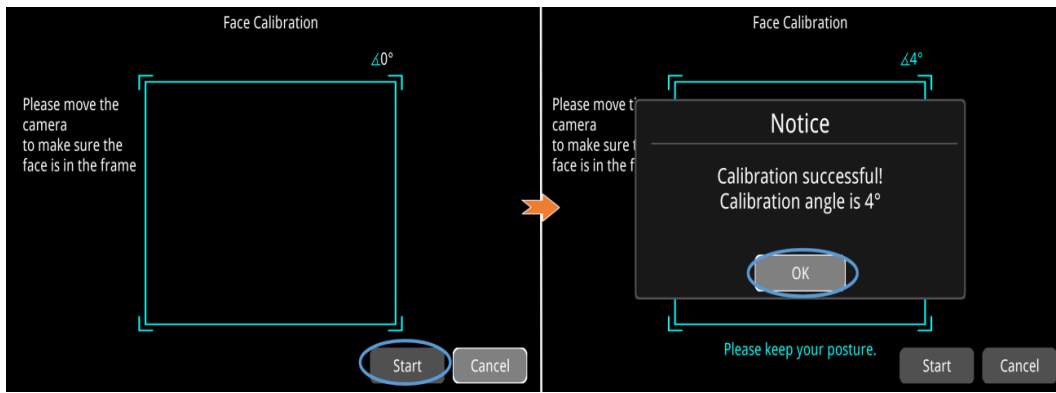 Face Calibration
∡0°
Please move the
camera
to make sure the
face is in the frame
Start
Cancel
Face Calibration
∡4°
Please move t
camera
to make sure
face is in the f
Notice
Calibration successful!
Calibration angle is 4°
OK
Please keep your posture.
Start
Cancel